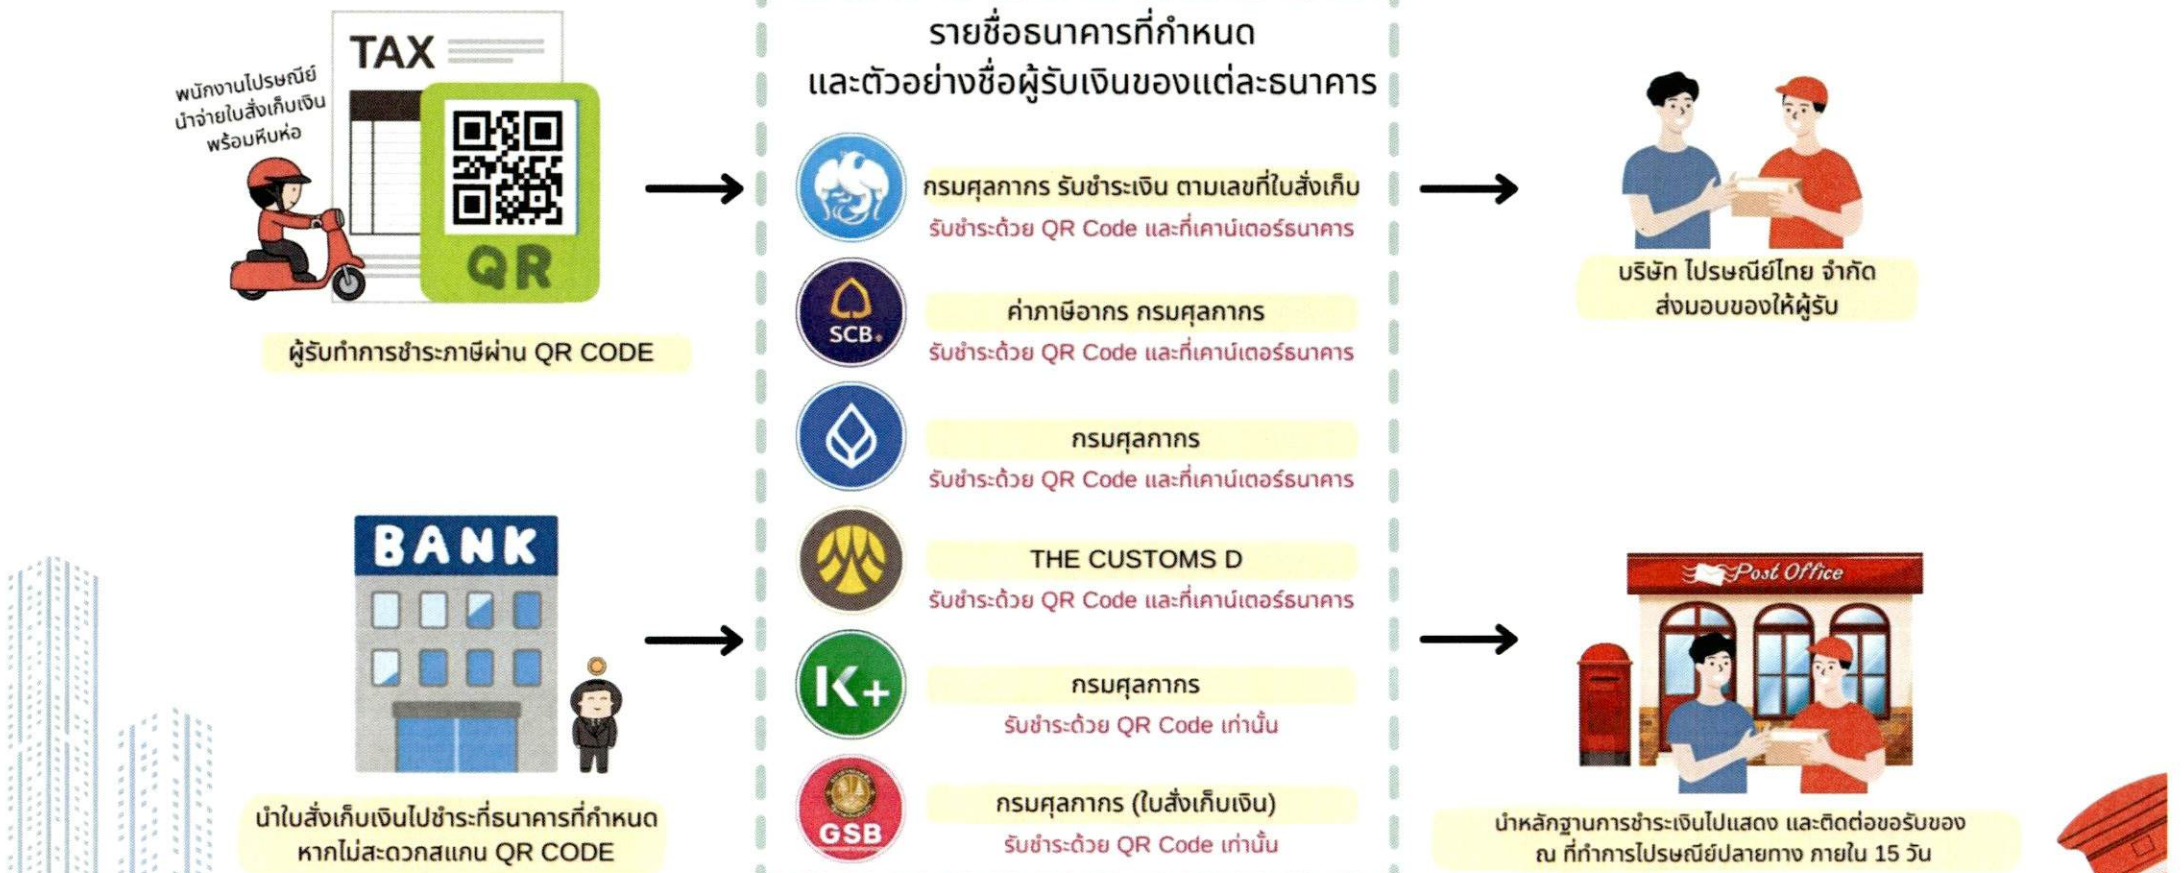 พนักงานไปรษณีย์
นำจ่ายใบสั่งเก็บเงิน
พร้อมหีบห่อ
TAX
QR
ผู้รับทำการชำระภาษีผ่าน QR CODE
BANK
นำใบสั่งเก็บเงินไปชำระที่ธนาคารที่กำหนด
หากไม่สะดวกสแกน QR CODE
รายชื่อธนาคารที่กำหนด
และตัวอย่างชื่อผู้รับเงินของแต่ละธนาคาร
กรมศุลกากร รับชำระเงิน ตามเลขที่ใบสั่งเก็บ
รับชำระด้วย QR Code และที่เคาน์เตอร์ธนาคาร
SCB
ค่าภาษีอากร กรมศุลกากร
รับชำระด้วย QR Code และที่เคาน์เตอร์ธนาคาร
กรมศุลกากร
รับชำระด้วย QR Code และที่เคาน์เตอร์ธนาคาร
THE CUSTOMS D
รับชำระด้วย QR Code และที่เคาน์เตอร์ธนาคาร
K+
กรมศุลกากร
รับชำระด้วย QR Code เท่านั้น
GSB
กรมศุลกากร (ใบสั่งเก็บเงิน)
รับชำระด้วย QR Code เท่านั้น
บริษัท ไปรษณีย์ไทย จำกัด
ส่งมอบของให้ผู้รับ
Post Office
นำหลักฐานการชำระเงินไปแสดง และติดต่อขอรับของ
ณ ที่ทำการไปรษณีย์ปลายทาง ภายใน 15 วัน